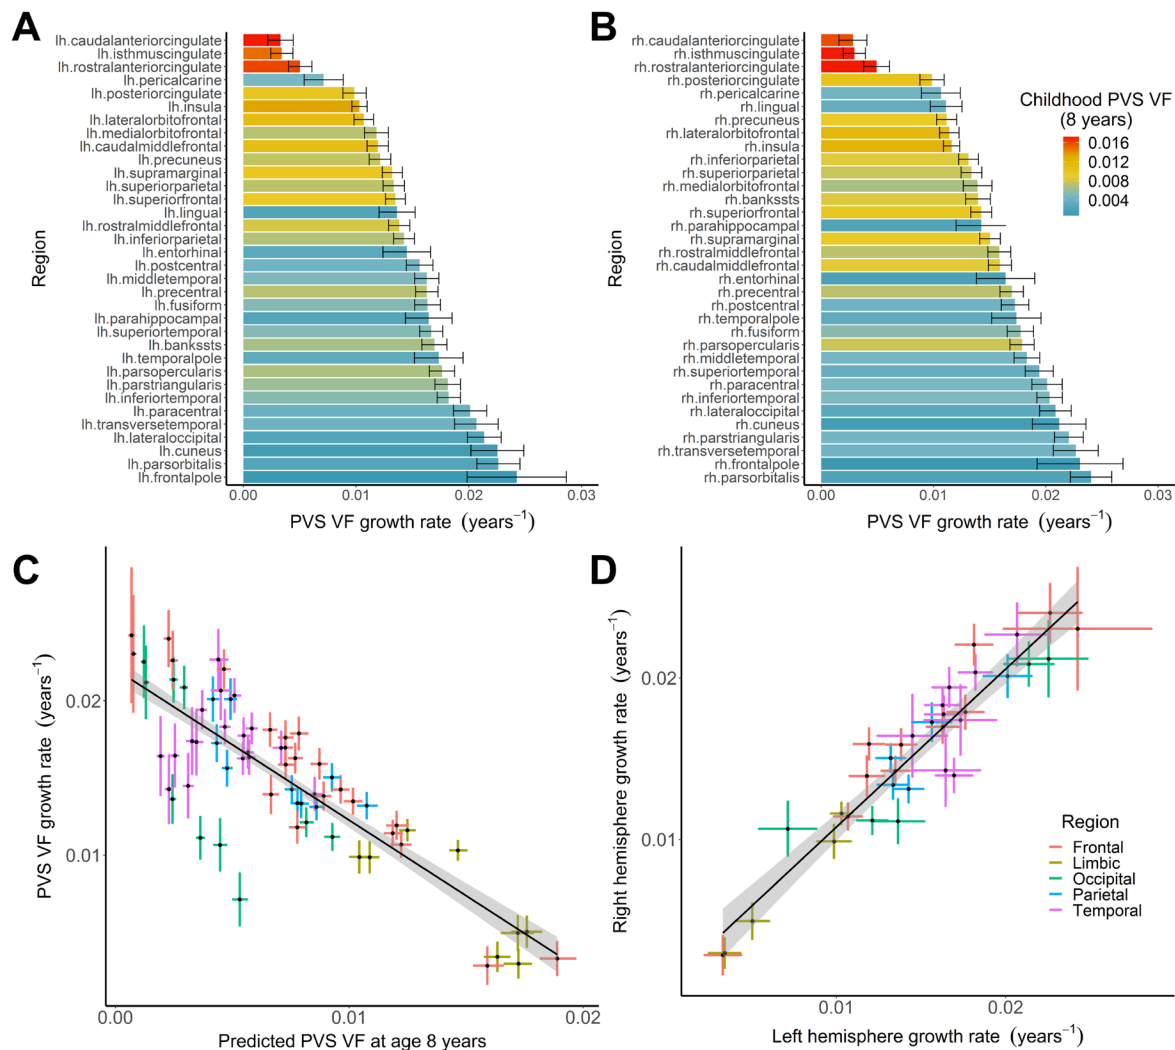 A
lh.caudalanteriorcingulate
lh.isthmuscingulate
lh.rostralanteriorcingulate
lh.pericalcarine
lh.posteriorcingulate
lh.insula
lh.lateralorbitofrontal
lh.medialorbitofrontal
lh.caudalmiddlefrontal
lh.precuneus
lh.supramarginal
lh.superiorparietal
lh.superiorfrontal
lh.lingual
lh.rostralmiddlefrontal
lh.inferiorparietal
lh.entorhinal
lh.postcentral
lh.middletemporal
lh.precentral
lh.fusiform
lh.parahippocampal
lh.superiortemporal
lh.bankssts
lh.temporalpole
lh.parsopercularis
lh.parstriangularis
lh.inferiortemporal
lh.paracentral
lh.transversetemporal
lh.lateraloccipital
lh.cuneus
lh.parsorbitalis
lh.frontalpole
Region
0.00 0.01 0.02 0.03
PVS VF growth rate (years⁻¹)
B
rh.caudalanteriorcingulate
rh.isthmuscingulate
rh.rostralanteriorcingulate
rh.posteriorcingulate
rh.pericalcarine
rh.lingual
rh.precuneus
rh.lateralorbitofrontal
rh.insula
rh.inferiorparietal
rh.superiorparietal
rh.medialorbitofrontal
rh.bankssts
rh.superiorfrontal
rh.parahippocampal
rh.supramarginal
rh.rostralmiddlefrontal
rh.caudalmiddlefrontal
rh.entorhinal
rh.precentral
rh.postcentral
rh.temporalpole
rh.fusiform
rh.parsopercularis
rh.middletemporal
rh.superiortemporal
rh.paracentral
rh.inferiortemporal
rh.lateraloccipital
rh.cuneus
rh.parstriangularis
rh.transversetemporal
rh.frontalpole
rh.parsorbitalis
Region
0.00 0.01 0.02 0.03
PVS VF growth rate (years⁻¹)
Childhood PVS VF
(8 years)
0.016
0.012
0.008
0.004
C
PVS VF growth rate (years⁻¹)
0.02
0.01
0.00 0.01 0.02
Predicted PVS VF at age 8 years
D
Right hemisphere growth rate (years⁻¹)
0.02
0.01
0.01 0.02
Left hemisphere growth rate (years⁻¹)
Region
Frontal
Limbic
Occipital
Parietal
Temporal